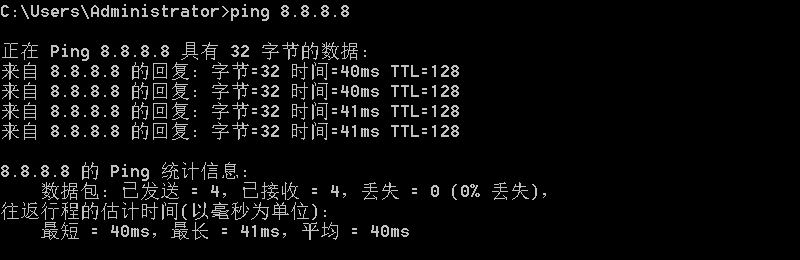 C:\Users\Administrator>ping 8.8.8.8
正在 Ping 8.8.8.8 具有 32 字节的数据:
来自 8.8.8.8 的回复: 字节=32 时间=40ms TTL=128
来自 8.8.8.8 的回复: 字节=32 时间=40ms TTL=128
来自 8.8.8.8 的回复: 字节=32 时间=41ms TTL=128
来自 8.8.8.8 的回复: 字节=32 时间=41ms TTL=128
8.8.8.8 的 Ping 统计信息:
数据包: 已发送 = 4，已接收 = 4，丢失 = 0 (0% 丢失)，
往返行程的估计时间(以毫秒为单位):
最短 = 40ms，最长 = 41ms，平均 = 40ms